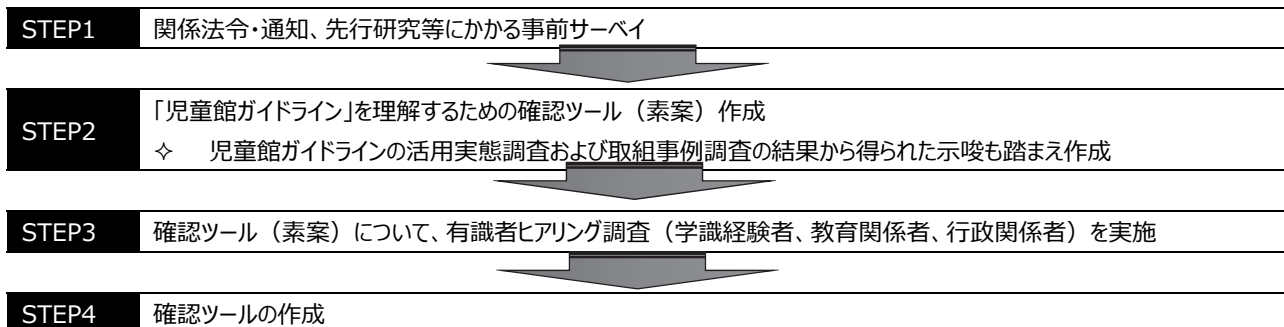 STEP1 関係法令・通知、先行研究等にかかる事前サーベイ
STEP2 「児童館ガイドライン」を理解するための確認ツール（素案）作成
✧ 児童館ガイドラインの活用実態調査および取組事例調査の結果から得られた示唆も踏まえ作成
STEP3 確認ツール（素案）について、有識者ヒアリング調査（学識経験者、教育関係者、行政関係者）を実施
STEP4 確認ツールの作成